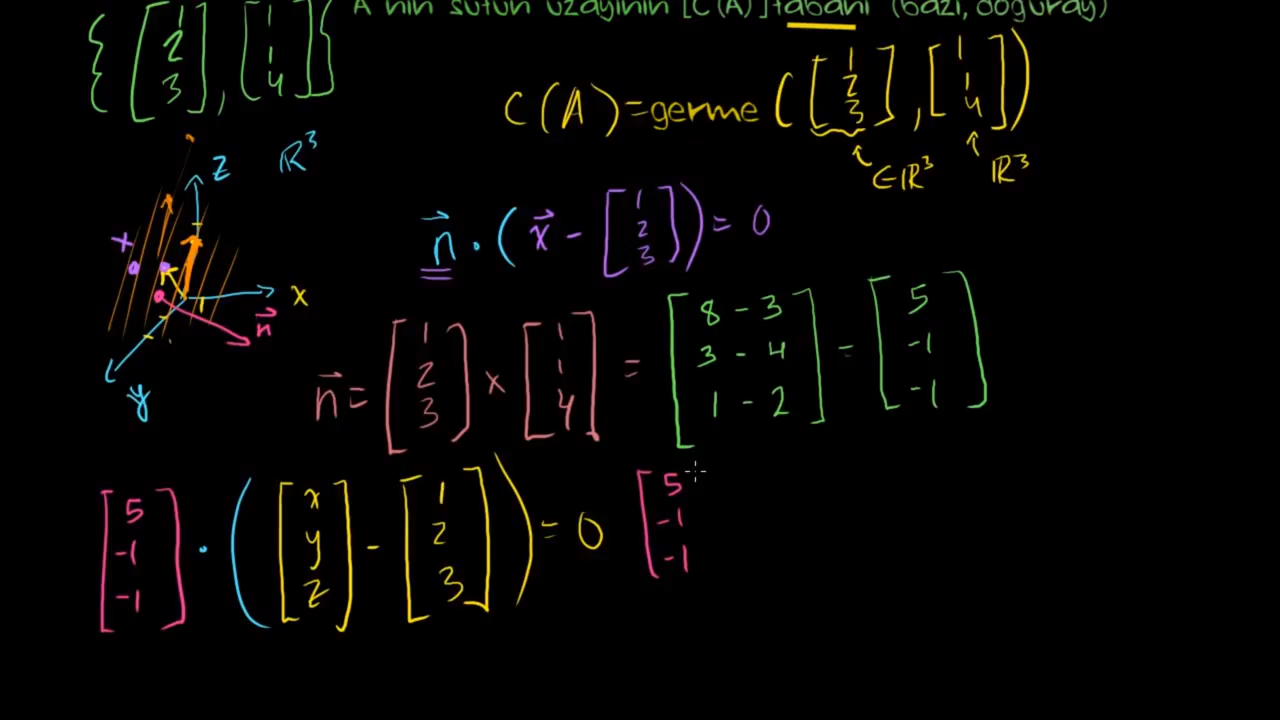 A'nın sütun uzayının [C(A)] tabanı (bazı, doğuray)
{ [1 2 3], [1 1 4] }
C(A) = germe ( [1 2 3], [1 1 4] )
∈ ℝ³ ℝ³
z ℝ³
x
x
y
n⃗
n⃗ · ( x⃗ - [1 2 3] ) = 0
n⃗ = [1 2 3] x [1 1 4] = [8 - 3 3 - 4 1 - 2] = [5 -1 -1]
[5 -1 -1] · ( [x y z] - [1 2 3] ) = 0 [5 -1 -1